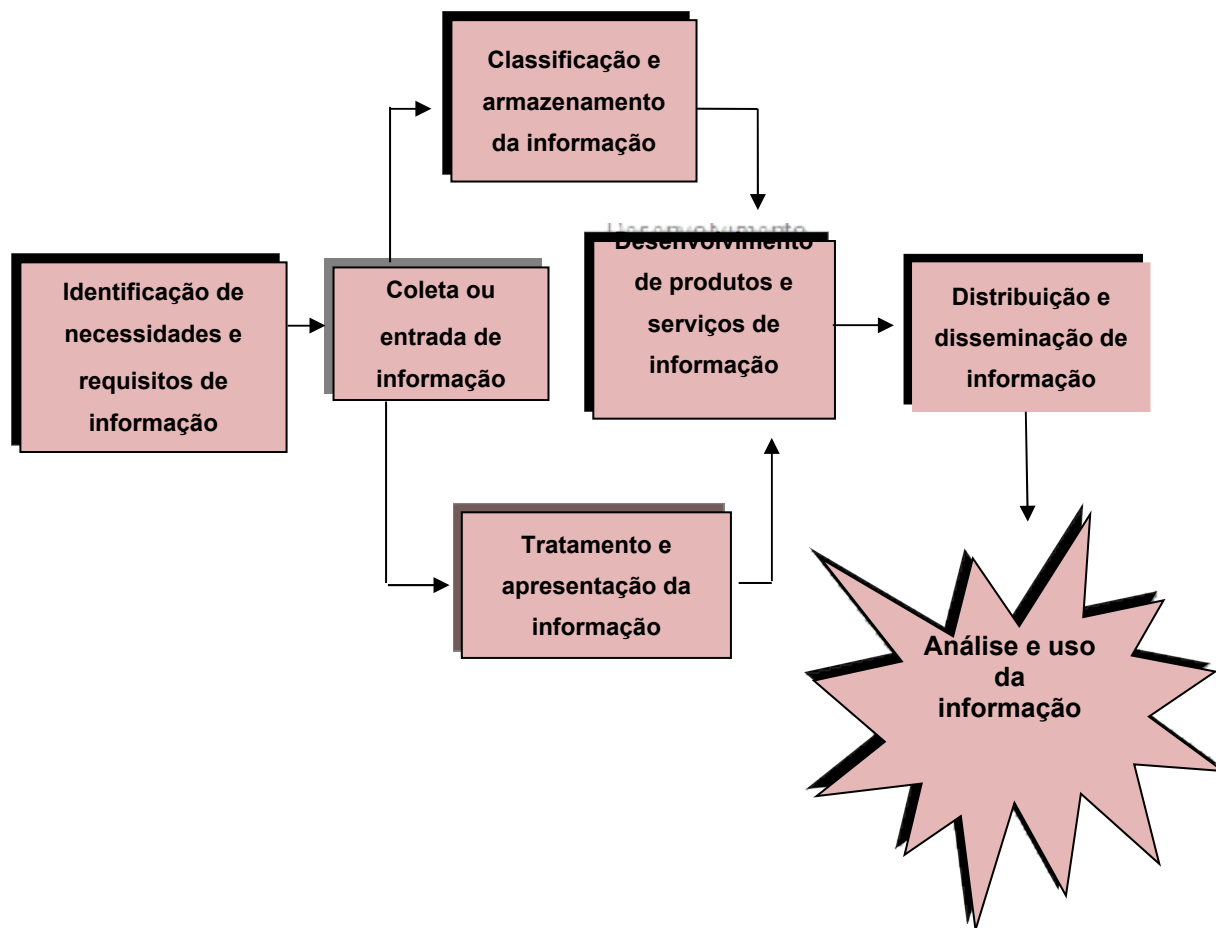 Classificação e
armazenamento
da informação
Identificação de
necessidades e
requisitos de
informação
Coleta ou
entrada de
informação
Desenvolvimento
de produtos e
serviços de
informação
Distribuição e
disseminação de
informação
Tratamento e
apresentação da
informação
Análise e uso
da
informação